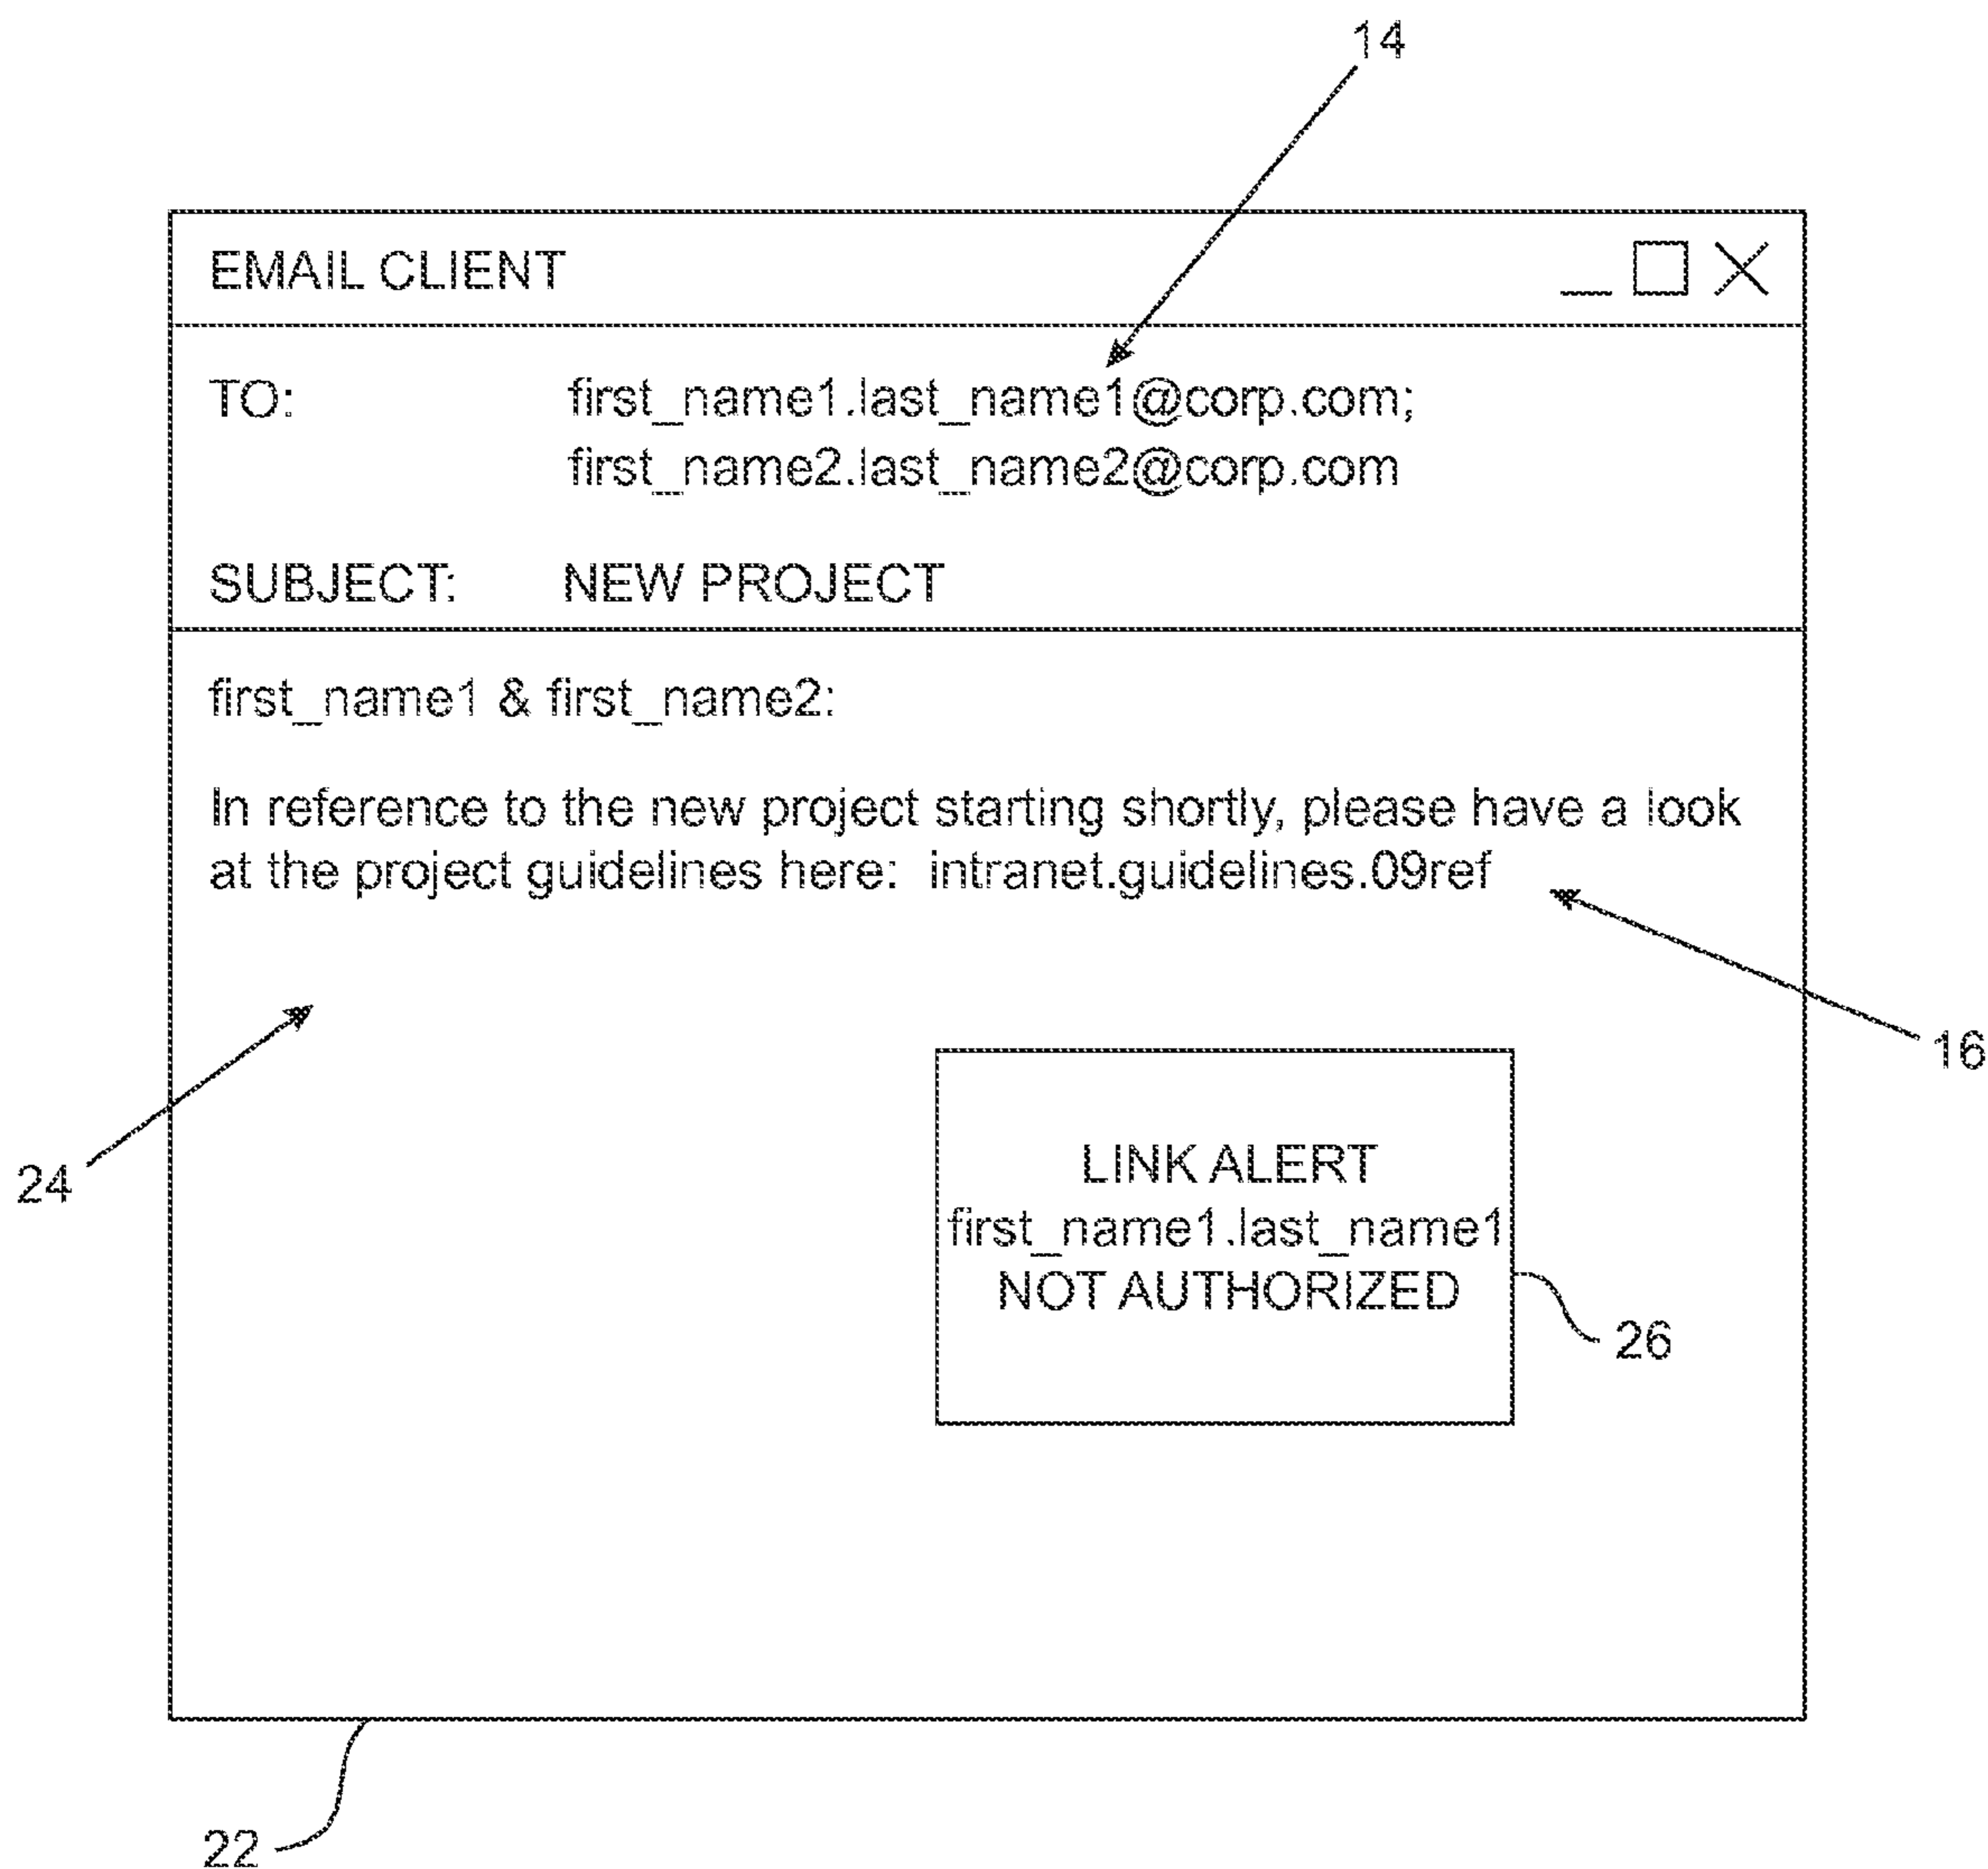 14
EMAIL CLIENT
TO: first_name1.last_name1@corp.com;
first_name2.last_name2@corp.com
SUBJECT: NEW PROJECT
first_name1 & first_name2:
In reference to the new project starting shortly, please have a look
at the project guidelines here: intranet.guidelines.09ref
16
24
LINK ALERT
first_name1.last_name1
NOT AUTHORIZED
26
22